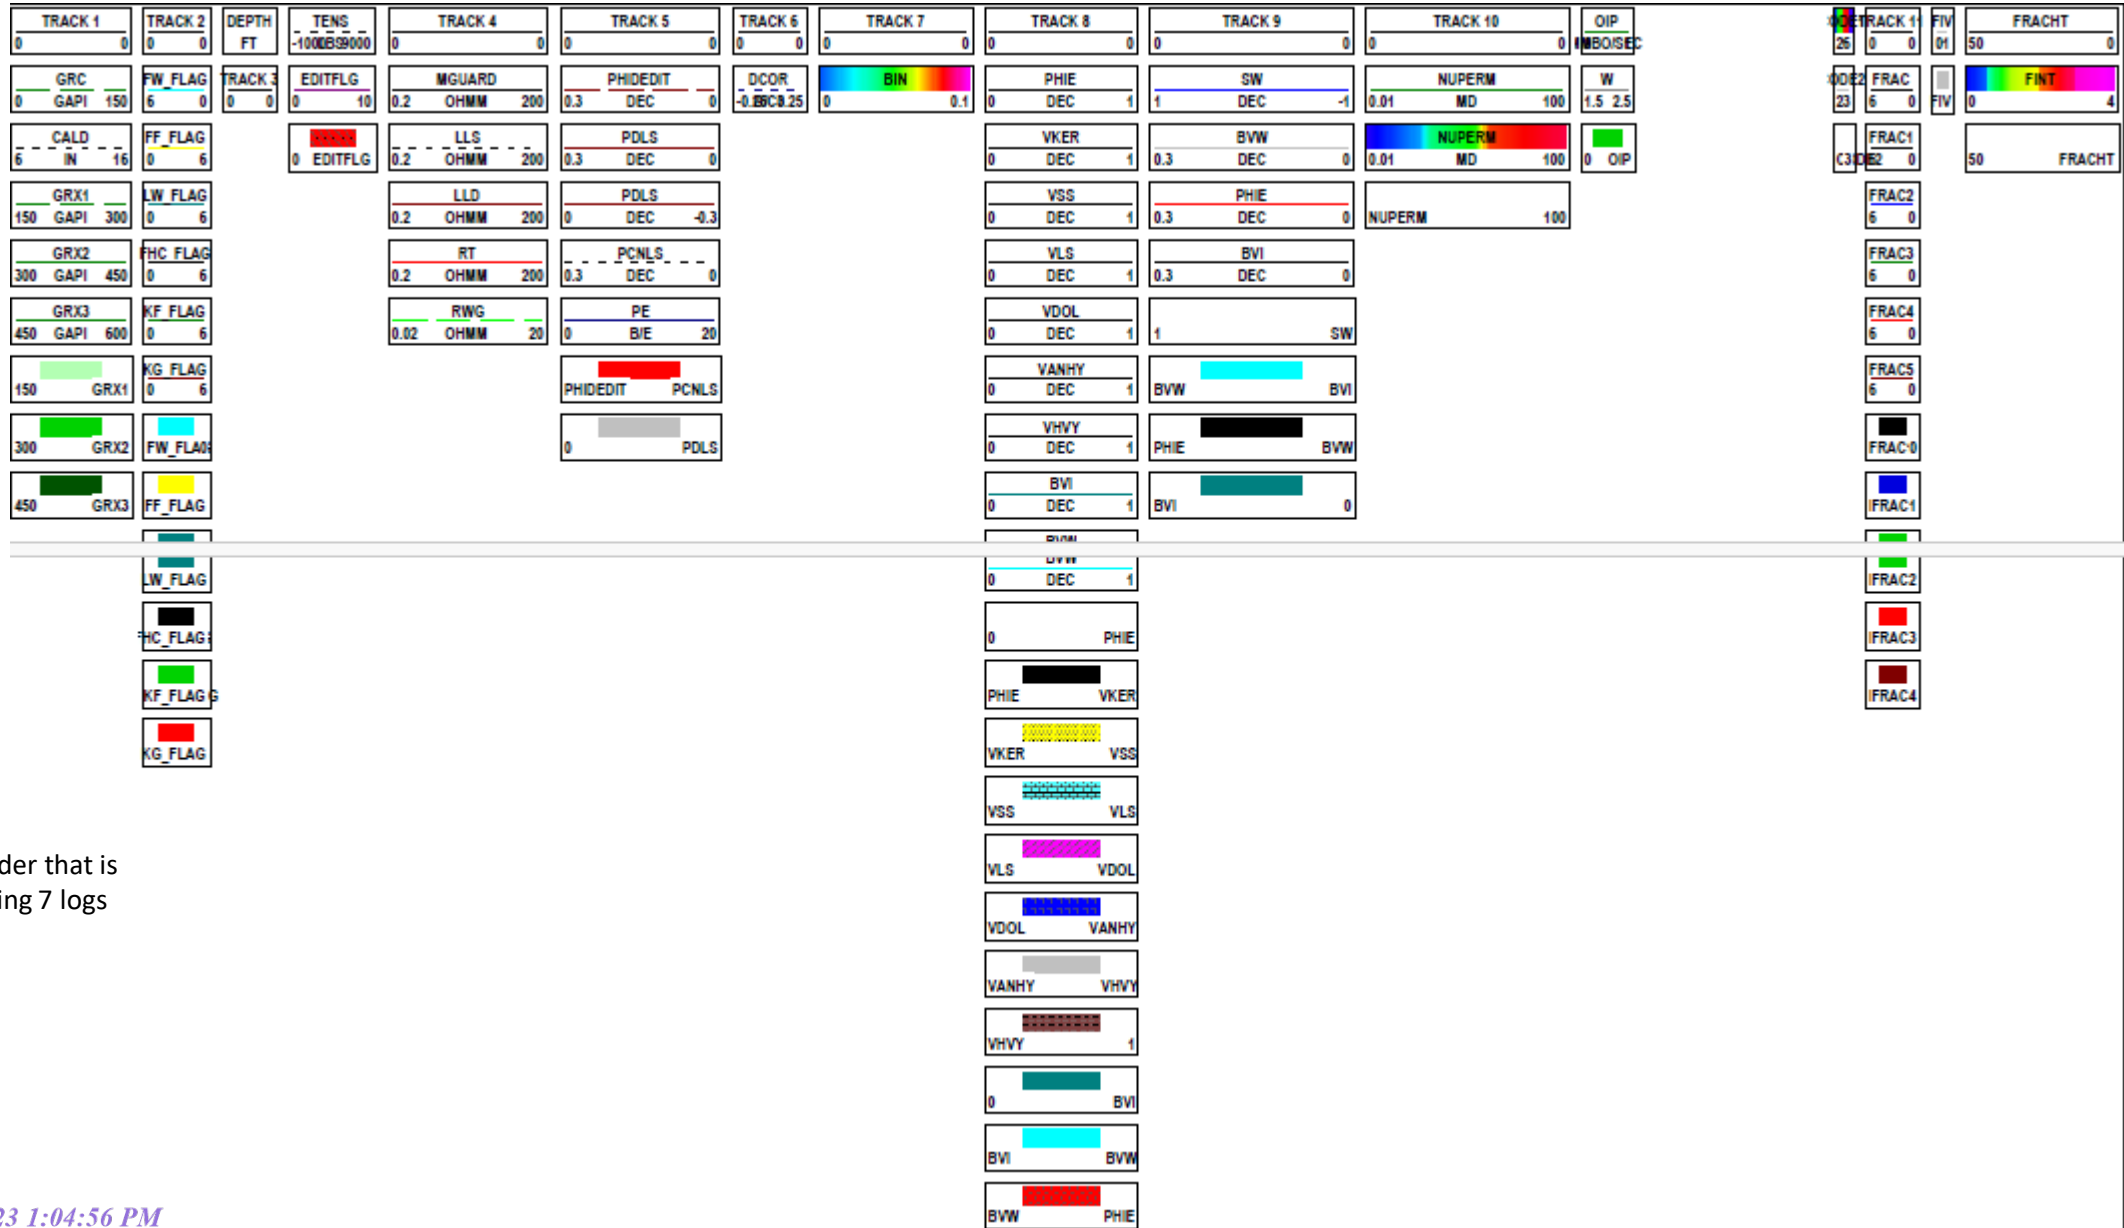 TRACK 1
0 0
GRC
0 GAPI 150
CALD
6 IN 16
GRX1
150 GAPI 300
GRX2
300 GAPI 450
GRX3
450 GAPI 600
150 GRX1
300 GRX2
450 GRX3
TRACK 2
0 0
FW_FLAG
6 0
FF_FLAG
0 6
LW_FLAG
0 6
FHC_FLAG
0 6
KF_FLAG
0 6
KG_FLAG
0 6
FW_FLA
FF_FLAG
LW_FLAG
HC_FLAG
KF_FLAG
KG_FLAG
DEPTH
FT
TRACK 3
0 0
TENS
EDITFLG
0 10
0 EDITFLG
TRACK 4
0 0
MGUARD
0.2 OHMM 200
LLS
0.2 OHMM 200
LLD
0.2 OHMM 200
RT
0.2 OHMM 200
RWG
0.02 OHMM 20
TRACK 5
0 0
PHIDEDIT
0.3 DEC 0
PDLS
0.3 DEC 0
PDLS
0 DEC -0.3
PCNLS
0.3 DEC 0
PE
0 B/E 20
PHIDEDIT PCNLS
0 PDLS
TRACK 6
0 0
DCOR
TRACK 7
0 0
BIN
0 0.1
TRACK 8
0 0
PHIE
0 DEC 1
VKER
0 DEC 1
VSS
0 DEC 1
VLS
0 DEC 1
VDOL
0 DEC 1
VANHY
0 DEC 1
VHVY
0 DEC 1
BVI
0 DEC 1
BVW
0 DEC 1
0 PHIE
PHIE VKER
VKER VSS
VSS VLS
VLS VDOL
VDOL VANHY
VANHY VHVY
VHVY 1
0 BVI
BVI BVW
BVW PHIE
TRACK 9
0 0
SW
1 DEC -1
BVW
0.3 DEC 0
PHIE
0.3 DEC 0
BVI
0.3 DEC 0
1 SW
BVW BVI
PHIE BVW
BVI 0
TRACK 10
0 0
NUPERM
0.01 MD 100
NUPERM
0.01 MD 100
NUPERM 100
OIP
W
1.5 2.5
0 OIP
26
23
RACK 1
0 0
FRAC
6 0
FRAC1
0
FRAC2
6 0
FRAC3
6 0
FRAC4
6 0
FRAC5
6 0
FRAC
FRAC1
FRAC2
FRAC3
FRAC4
FIV
01
FIV
FRACHT
50 0
FINT
0 4
50 FRACHT
der that is
ing 7 logs
23 1:04:56 PM